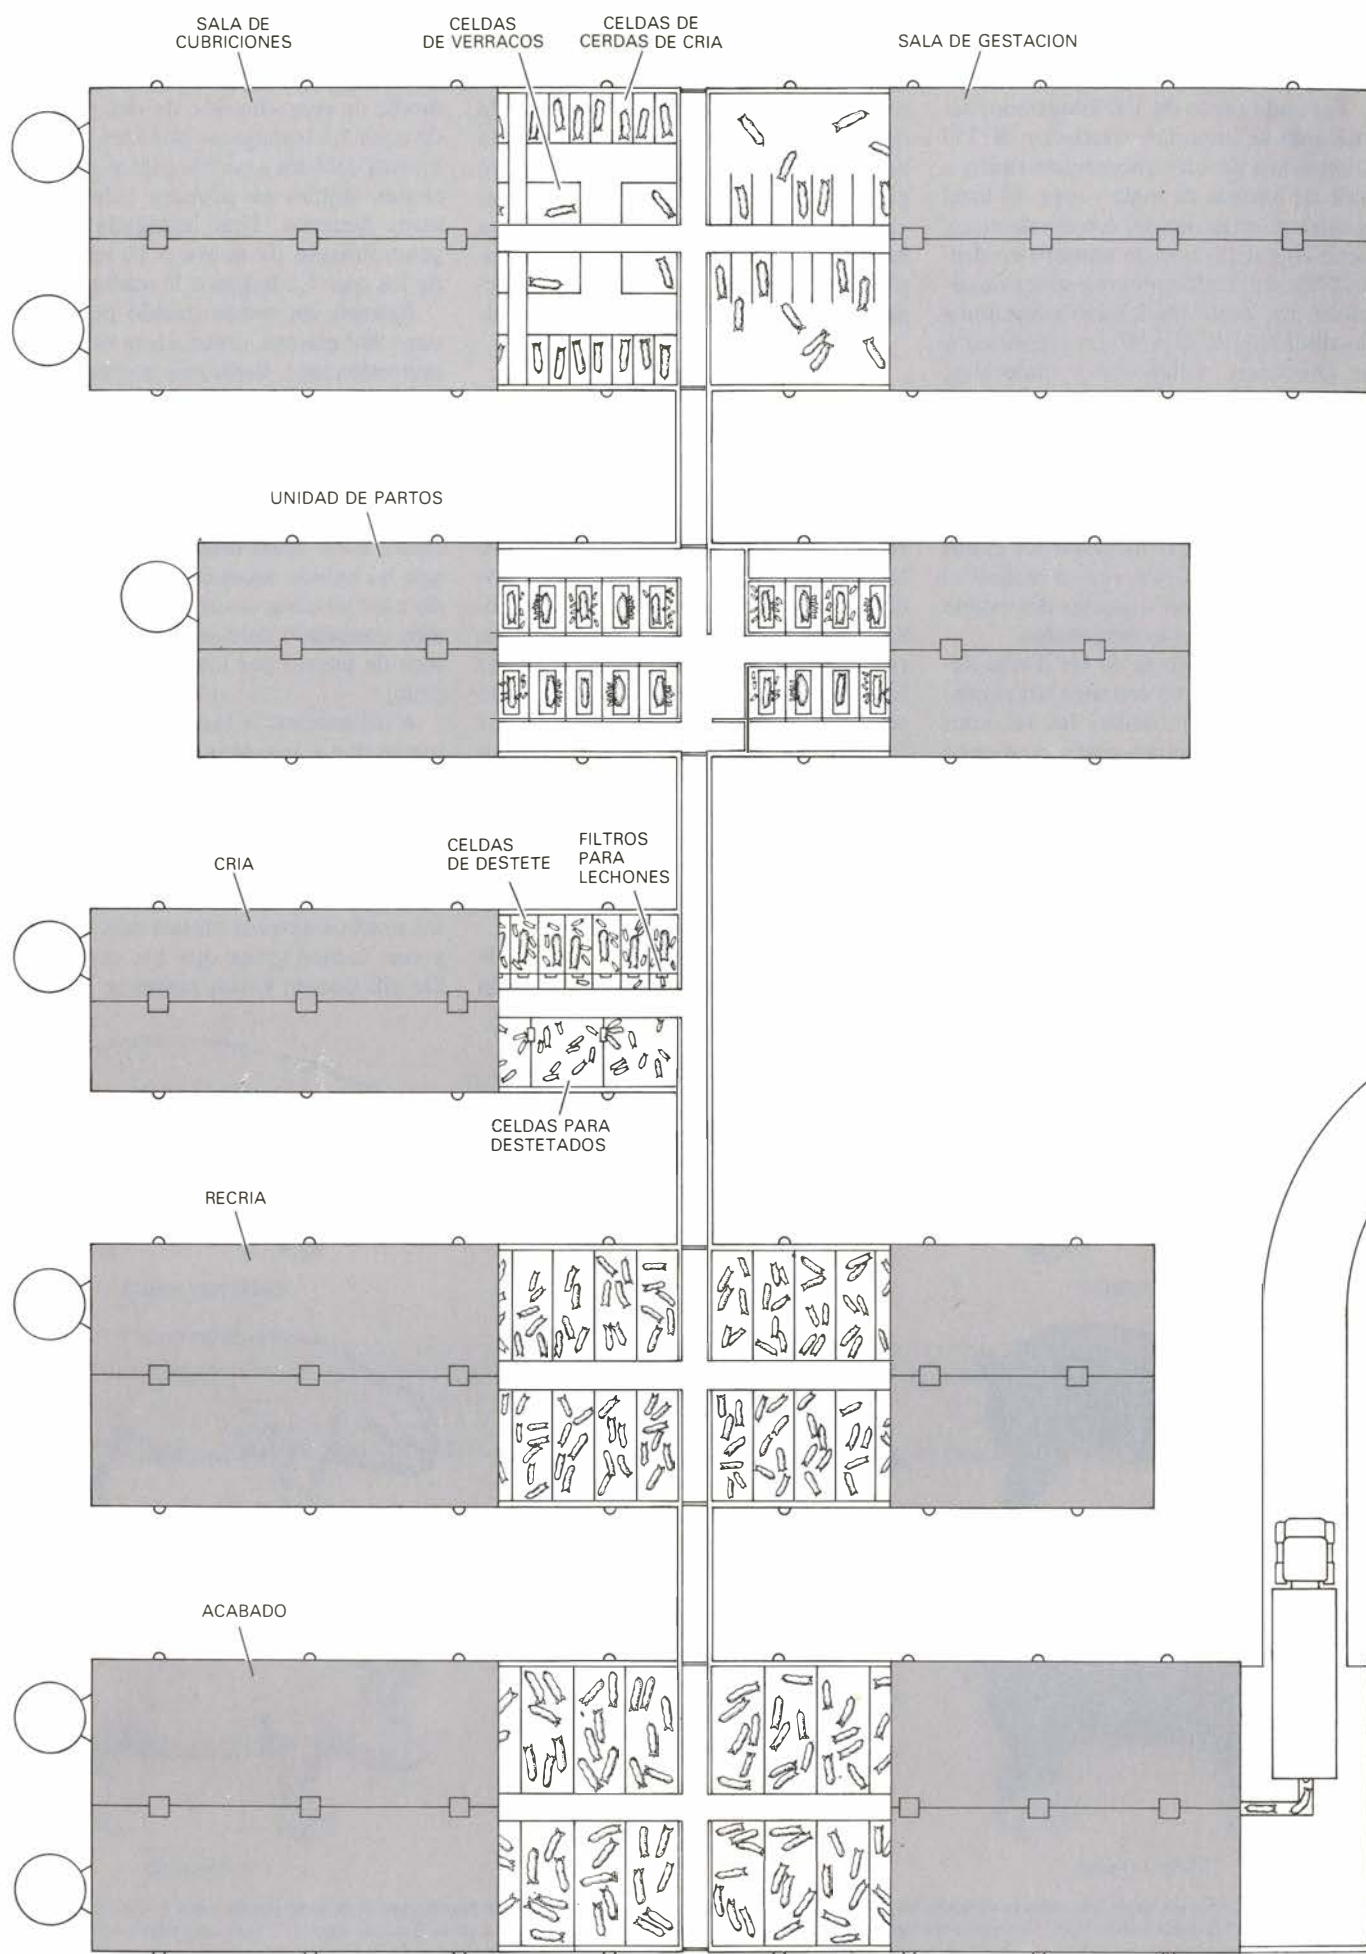 SALA DE
CUBRICIONES
CELDAS
DE VERRACOS
CELDAS DE
CERDAS DE CRIA
SALA DE GESTACION
UNIDAD DE PARTOS
CRIA
CELDAS
DE DESTETE
FILTROS
PARA
LECHONES
CELDAS PARA
DESTETADOS
RECRIA
ACABADO